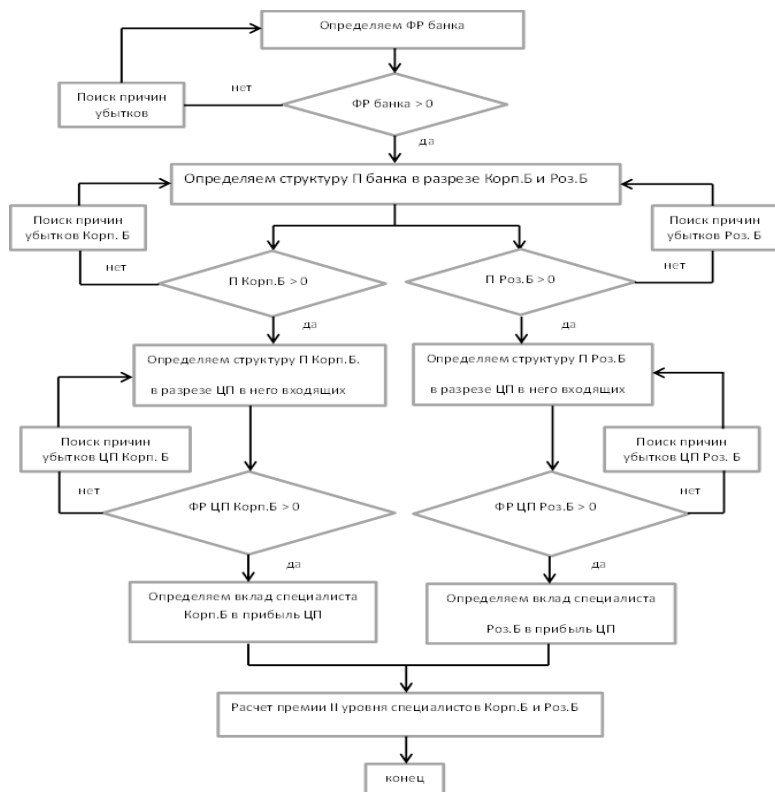 Определяем ФР банка
нет
Поиск причин
убытков
ФР банка > 0
да
Определяем структуру П банка в разрезе Корп.Б и Роз.Б
Поиск причин
убытков Корп. Б
Поиск причин
убытков Роз. Б
нет
П Корп.Б > 0
П Роз.Б > 0
нет
да
да
Определяем структуру П Корп.Б.
в разрезе ЦП в него входящих
Определяем структуру П Роз.Б
в разрезе ЦП в него входящих
Поиск причин
убытков ЦП Корп. Б
Поиск причин
убытков ЦП Роз. Б
нет
ФР ЦП Корп.Б > 0
ФР ЦП Роз.Б > 0
нет
да
да
Определяем вклад специалиста
Корп.Б в прибыль ЦП
Определяем вклад специалиста
Роз.Б в прибыль ЦП
Расчет премии II уровня специалистов Корп.Б и Роз.Б
конец